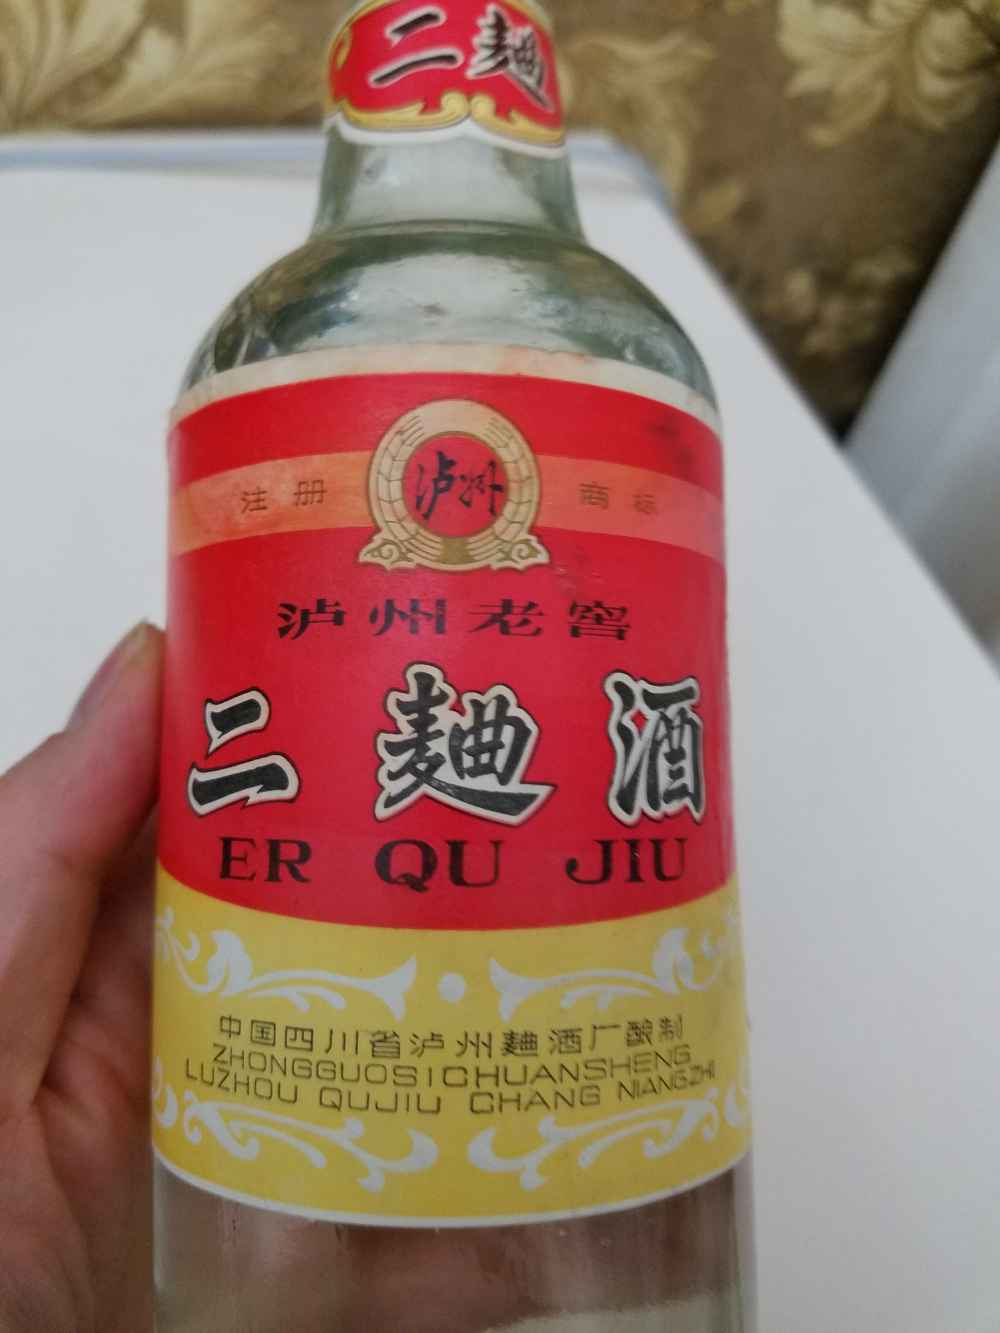 二麯
注册 泸州 商标
泸州老窖
二麯酒
ER QU JIU
中国四川省泸州麯酒厂酿制
ZHONGGUOSICHUANSHENG
LUZHOU QUJIU CHANG NIANGZHI